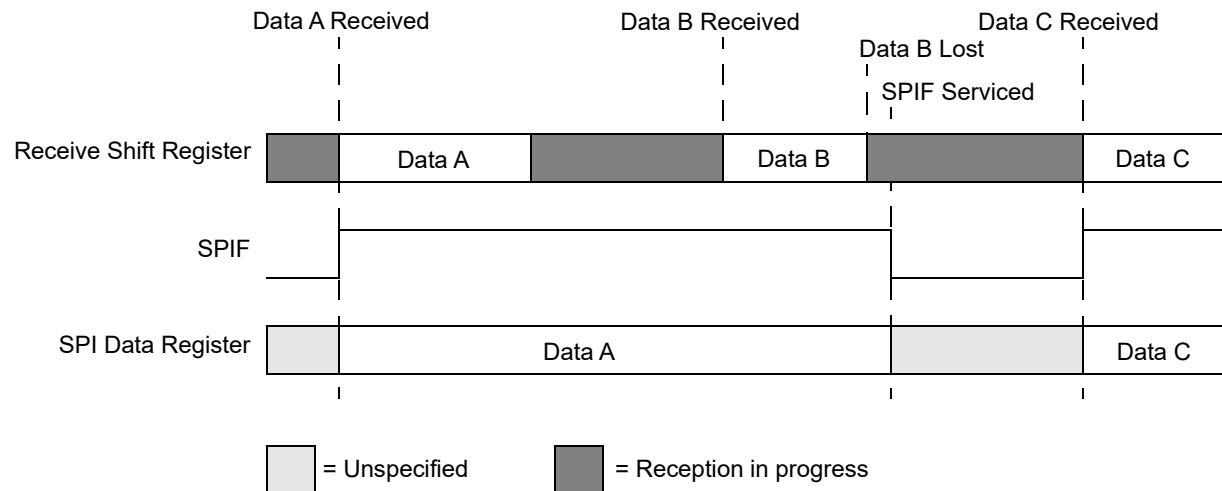 Data A Received Data B Received Data C Received
Data B Lost
SPIF Serviced
Receive Shift Register Data A Data B Data C
SPIF
SPI Data Register Data A Data C
= Unspecified = Reception in progress